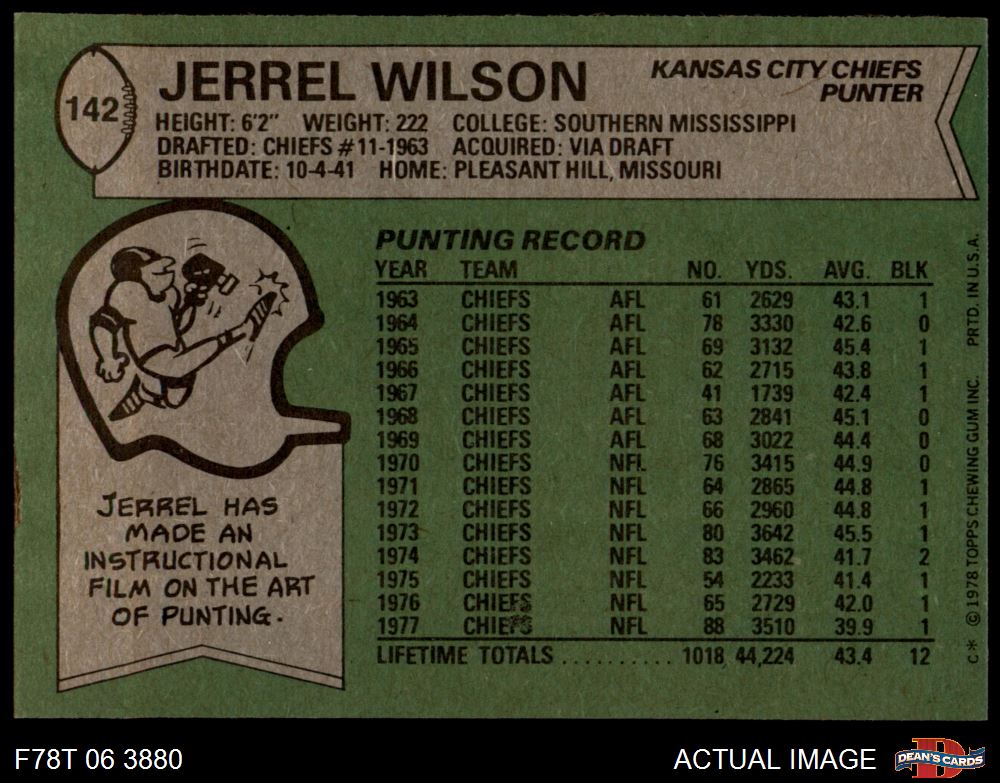 142
JERREL WILSON
KANSAS CITY CHIEFS
PUNTER
HEIGHT: 6'2" WEIGHT: 222 COLLEGE: SOUTHERN MISSISSIPPI
DRAFTED: CHIEFS #11-1963 ACQUIRED: VIA DRAFT
BIRTHDATE: 10-4-41 HOME: PLEASANT HILL, MISSOURI
PUNTING RECORD
YEAR TEAM NO. YDS. AVG. BLK
1963 CHIEFS AFL 61 2629 43.1 1
1964 CHIEFS AFL 78 3330 42.6 0
1965 CHIEFS AFL 69 3132 45.4 1
1966 CHIEFS AFL 62 2715 43.8 1
1967 CHIEFS AFL 41 1739 42.4 1
1968 CHIEFS AFL 63 2841 45.1 0
1969 CHIEFS AFL 68 3022 44.4 0
1970 CHIEFS NFL 76 3415 44.9 0
1971 CHIEFS NFL 64 2865 44.8 1
1972 CHIEFS NFL 66 2960 44.8 1
1973 CHIEFS NFL 80 3642 45.5 1
1974 CHIEFS NFL 83 3462 41.7 2
1975 CHIEFS NFL 54 2233 41.4 1
1976 CHIEFS NFL 65 2729 42.0 1
1977 CHIEFS NFL 88 3510 39.9 1
LIFETIME TOTALS .......... 1018 44,224 43.4 12
JERREL HAS
MADE AN
INSTRUCTIONAL
FILM ON THE ART
OF PUNTING.
C* © 1978 TOPPS CHEWING GUM INC. PRTD. IN U.S.A.
F78T 06 3880
ACTUAL IMAGE
D
DEAN'S CARDS